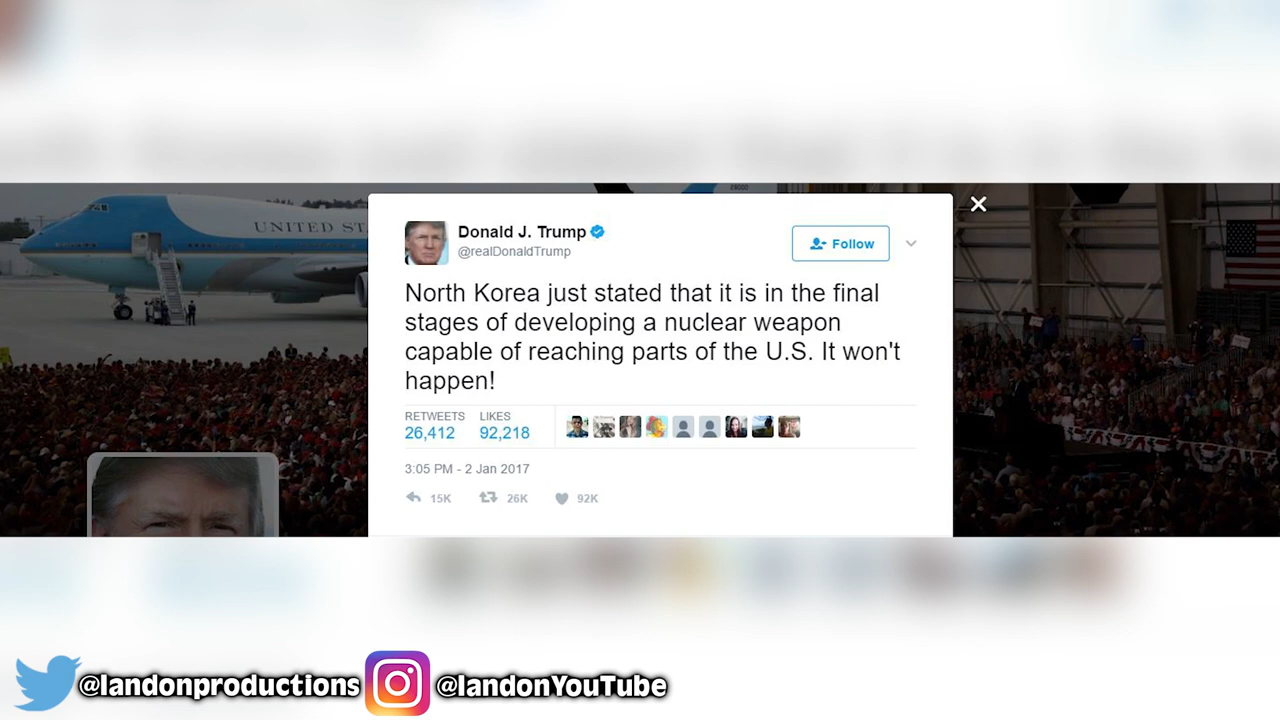 28000
UNITED ST
×
Donald J. Trump
@realDonaldTrump
Follow
North Korea just stated that it is in the final
stages of developing a nuclear weapon
capable of reaching parts of the U.S. It won't
happen!
RETWEETS LIKES
26,412 92,218
3:05 PM - 2 Jan 2017
15K 26K 92K
@landonproductions @landonYouTube